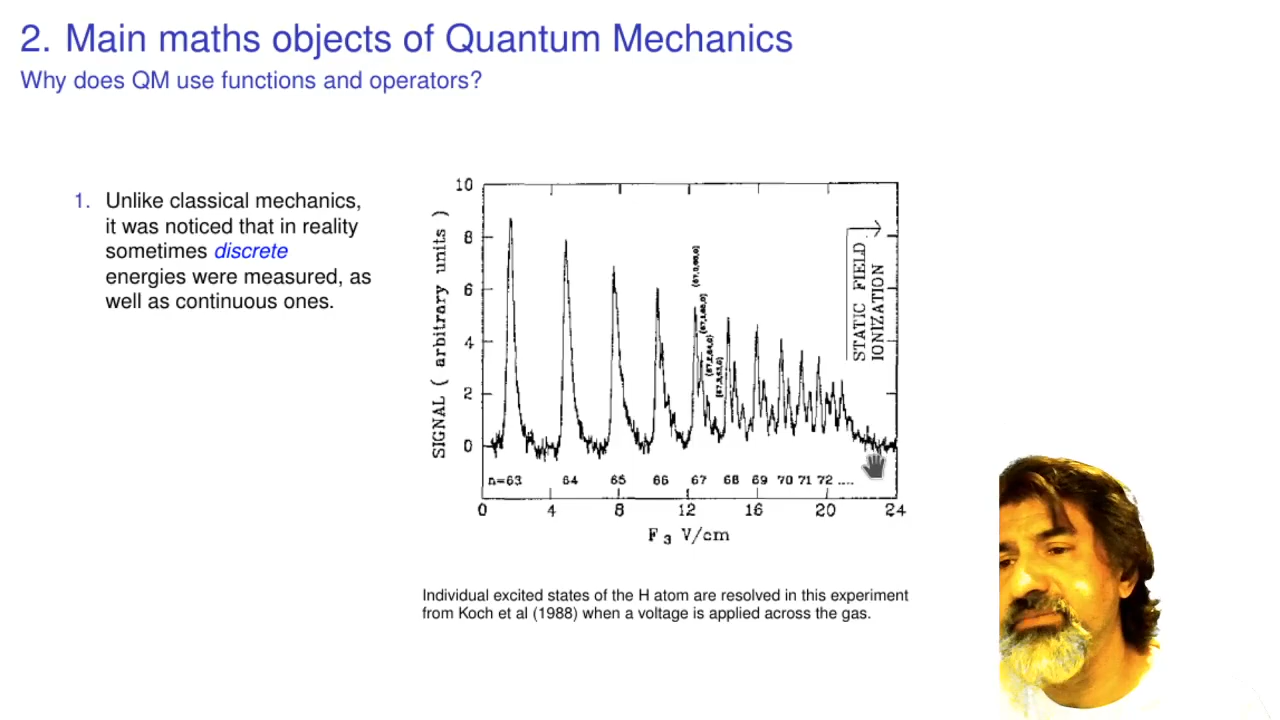 2. Main maths objects of Quantum Mechanics
Why does QM use functions and operators?
1. Unlike classical mechanics,
it was noticed that in reality
sometimes discrete
energies were measured, as
well as continuous ones.
SIGNAL ( arbitrary units )
10
8
6
4
2
0
STATIC FIELD
IONIZATION
n=63 64 65 66 67 68 69 70 71 72 ....
0 4 8 12 16 20 24
F 3 V/cm
Individual excited states of the H atom are resolved in this experiment
from Koch et al (1988) when a voltage is applied across the gas.